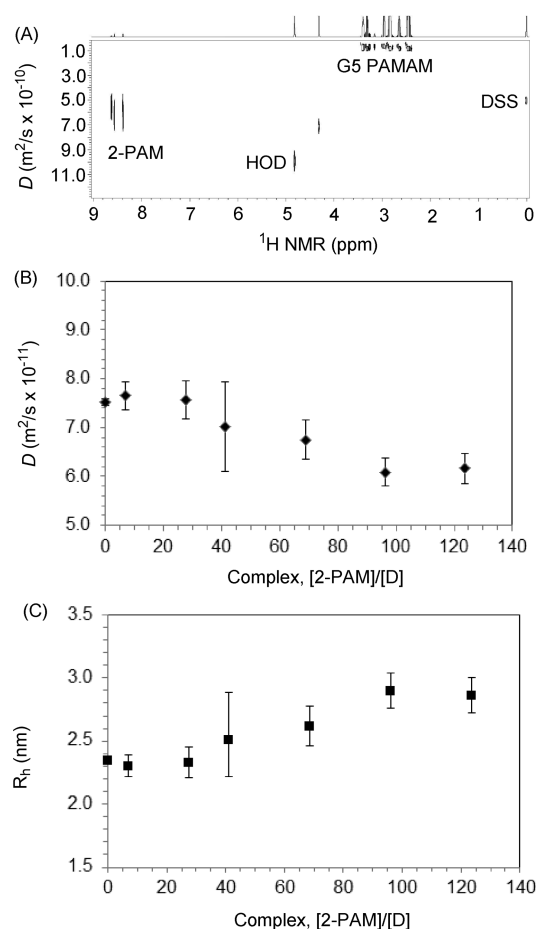 (A)
1.0
3.0
5.0
7.0
9.0
11.0
D (m²/s x 10⁻¹⁰)
G5 PAMAM
DSS
2-PAM
HOD
9 8 7 6 5 4 3 2 1 0
¹H NMR (ppm)
(B)
10.0
9.0
8.0
7.0
6.0
5.0
D (m²/s x 10⁻¹¹)
0 20 40 60 80 100 120 140
Complex, [2-PAM]/[D]
(C)
3.5
3.0
2.5
2.0
1.5
Rₕ (nm)
0 20 40 60 80 100 120 140
Complex, [2-PAM]/[D]